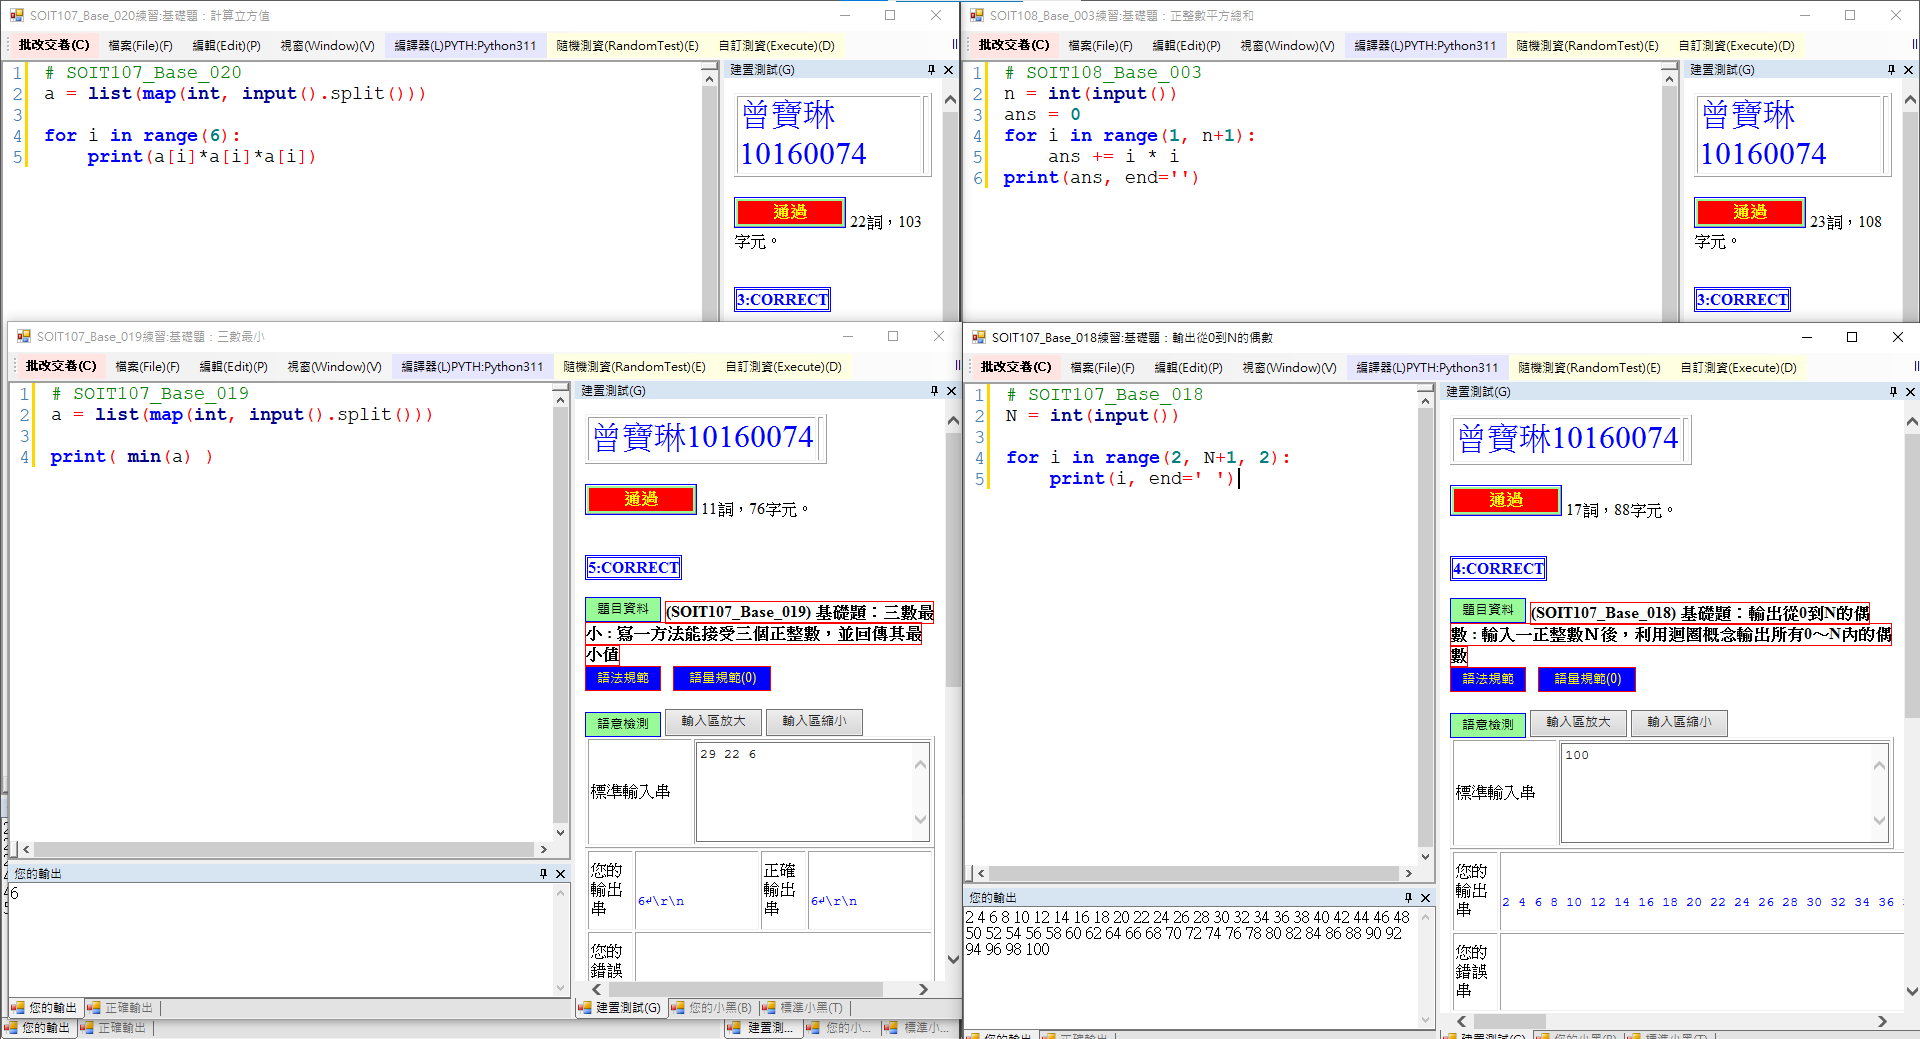 SOIT107_Base_020練習:基礎題：計算立方值
批改交卷(C) 檔案(File)(F) 編輯(Edit)(P) 視窗(Window)(V) 編譯器(L)PYTH:Python311 隨機測資(RandomTest)(E) 自訂測資(Execute)(D)
1 # SOIT107_Base_020
2 a = list(map(int, input().split()))
3
4 for i in range(6):
5     print(a[i]*a[i]*a[i])
建置測試(G)
曾寶琳
10160074
通過 22詞，103
字元。
3:CORRECT
SOIT108_Base_003練習:基礎題：正整數平方總和
批改交卷(C) 檔案(File)(F) 編輯(Edit)(P) 視窗(Window)(V) 編譯器(L)PYTH:Python311 隨機測資(RandomTest)(E) 自訂測資(Execute)(D)
1 # SOIT108_Base_003
2 n = int(input())
3 ans = 0
4 for i in range(1, n+1):
5     ans += i * i
6 print(ans, end='')
建置測試(G)
曾寶琳
10160074
通過 23詞，108
字元。
3:CORRECT
SOIT107_Base_019練習:基礎題：三數最小
批改交卷(C) 檔案(File)(F) 編輯(Edit)(P) 視窗(Window)(V) 編譯器(L)PYTH:Python311 隨機測資(RandomTest)(E) 自訂測資(Execute)(D)
1 # SOIT107_Base_019
2 a = list(map(int, input().split()))
3
4 print( min(a) )
您的輸出
6
您的輸出 正確輸出
您的輸出 正確輸出
建置測試(G)
曾寶琳10160074
通過 11詞，76字元。
5:CORRECT
題目資料 (SOIT107_Base_019) 基礎題：三數最
小：寫一方法能接受三個正整數，並回傳其最
小值
語法規範 語量規範(0)
語意檢測 輸入區放大 輸入區縮小
標準輸入串 29 22 6
您的輸出串 6↵\r\n 正確輸出串 6↵\r\n
您的錯誤
建置測試(G) 您的小黑(B) 標準小黑(T)
建置測... 您的小... 標準小...
SOIT107_Base_018練習:基礎題：輸出從0到N的偶數
批改交卷(C) 檔案(File)(F) 編輯(Edit)(P) 視窗(Window)(V) 編譯器(L)PYTH:Python311 隨機測資(RandomTest)(E) 自訂測資(Execute)(D)
1 # SOIT107_Base_018
2 N = int(input())
3
4 for i in range(2, N+1, 2):
5     print(i, end=' ')
您的輸出
2 4 6 8 10 12 14 16 18 20 22 24 26 28 30 32 34 36 38 40 42 44 46 48
50 52 54 56 58 60 62 64 66 68 70 72 74 76 78 80 82 84 86 88 90 92
94 96 98 100
您的輸出 正確輸出
建置測試(G)
曾寶琳10160074
通過 17詞，88字元。
4:CORRECT
題目資料 (SOIT107_Base_018) 基礎題：輸出從0到N的偶
數：輸入一正整數Ｎ後，利用迴圈概念輸出所有0～N內的偶
數
語法規範 語量規範(0)
語意檢測 輸入區放大 輸入區縮小
標準輸入串 100
您的輸出串 2 4 6 8 10 12 14 16 18 20 22 24 26 28 30 32 34 36
您的錯誤串
建置測試(G) 您的小黑(B) 標準小黑(T)